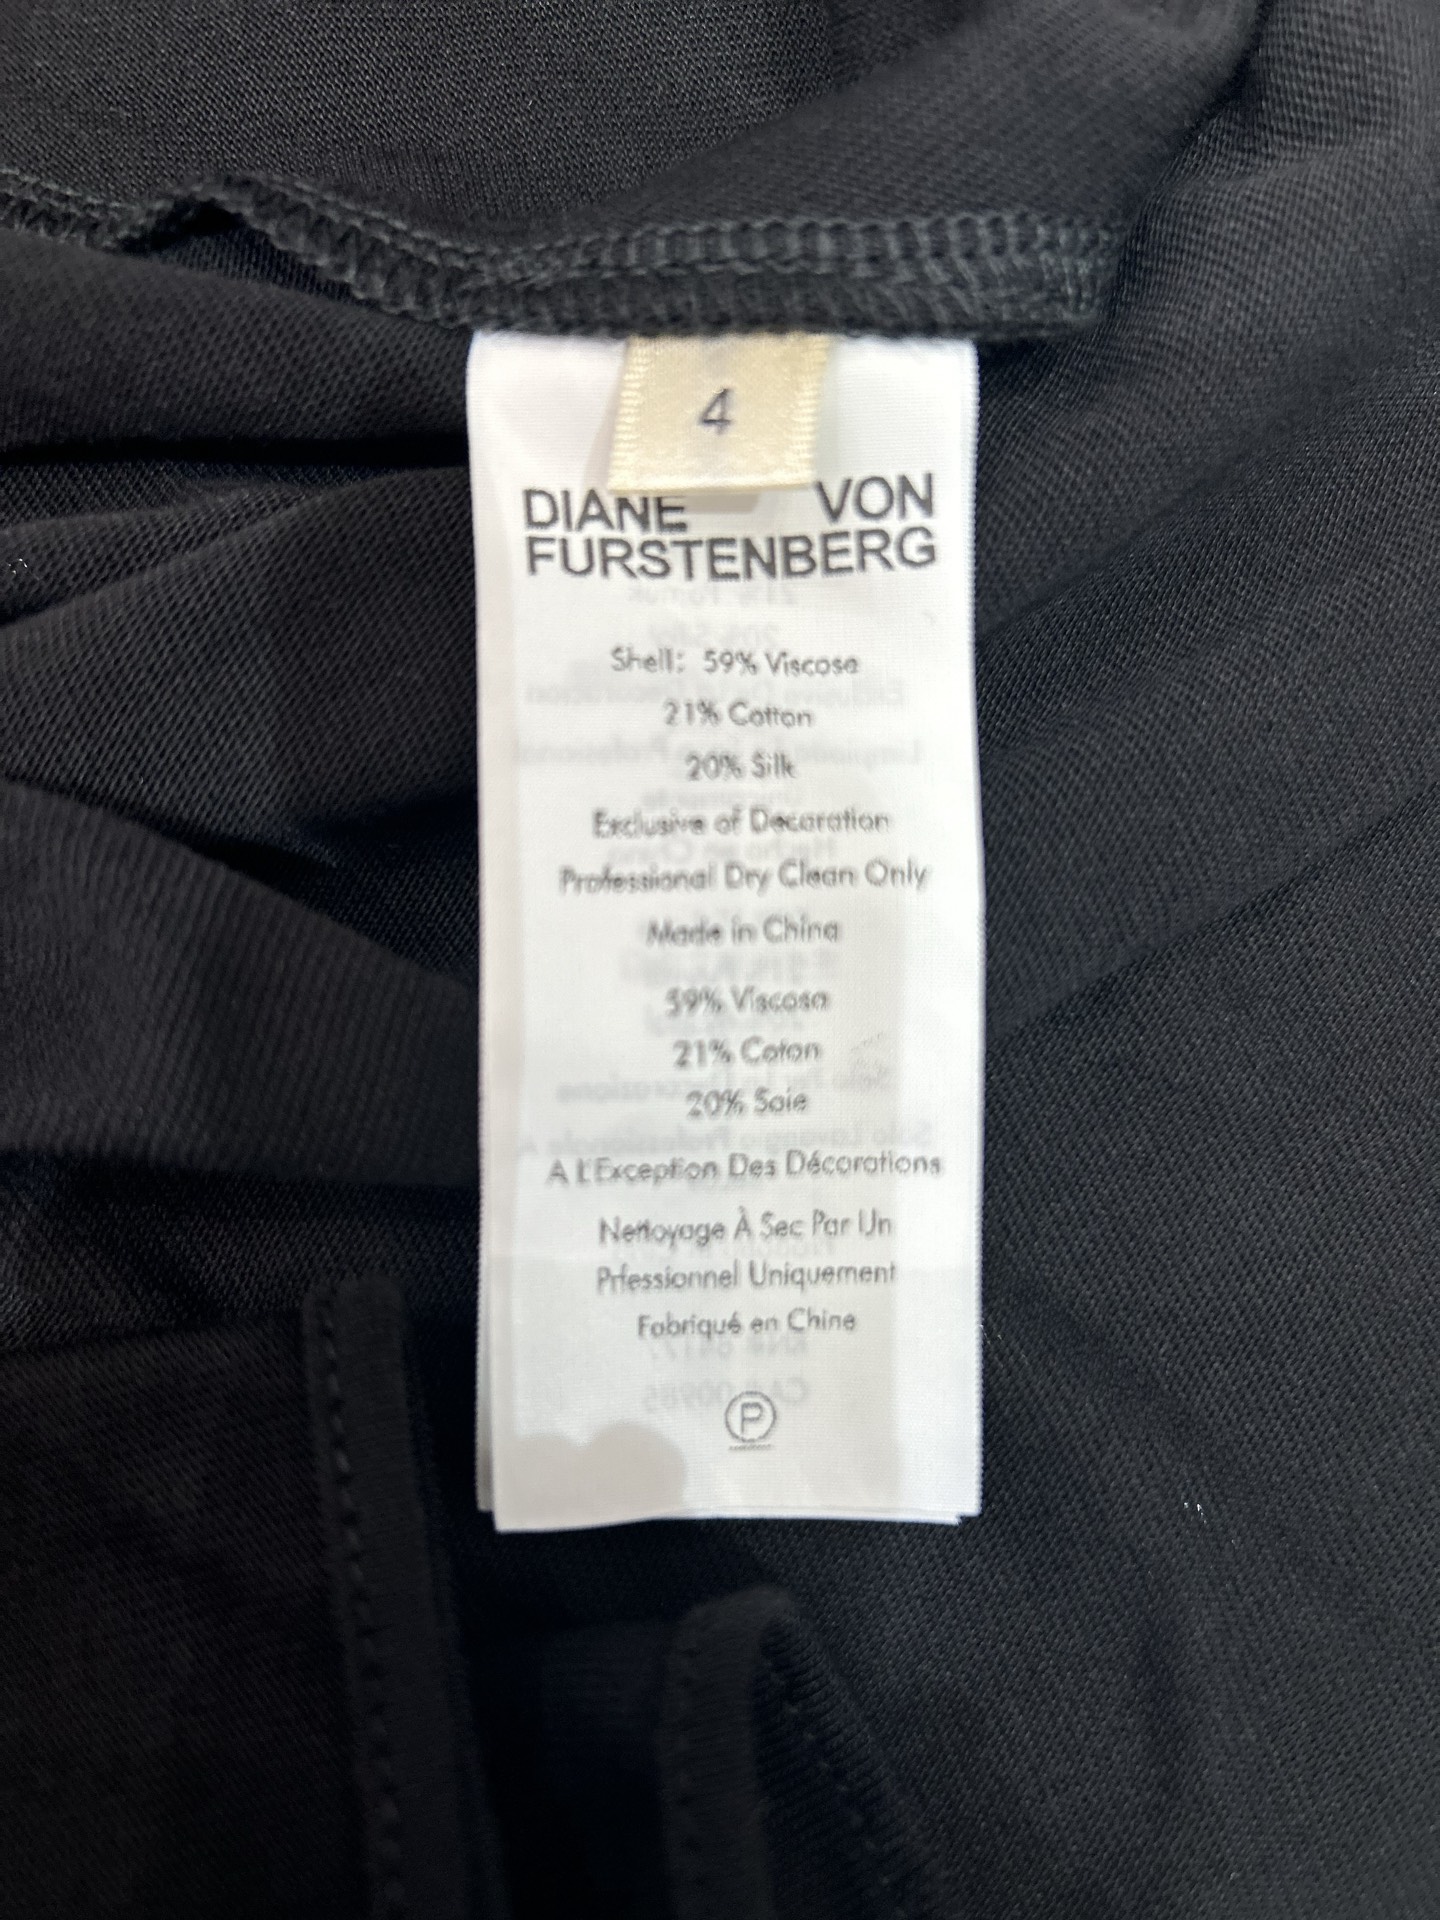 4
DIANE VON
FURSTENBERG
Shell: 59% Viscose
21% Cotton
20% Silk
Exclusive of Decoration
Professional Dry Clean Only
Made in China
59% Viscose
21% Coton
20% Soie
A L'Exception Des Décorations
Nettoyage À Sec Par Un
Prfessionnel Uniquement
Fabriqué en Chine
P